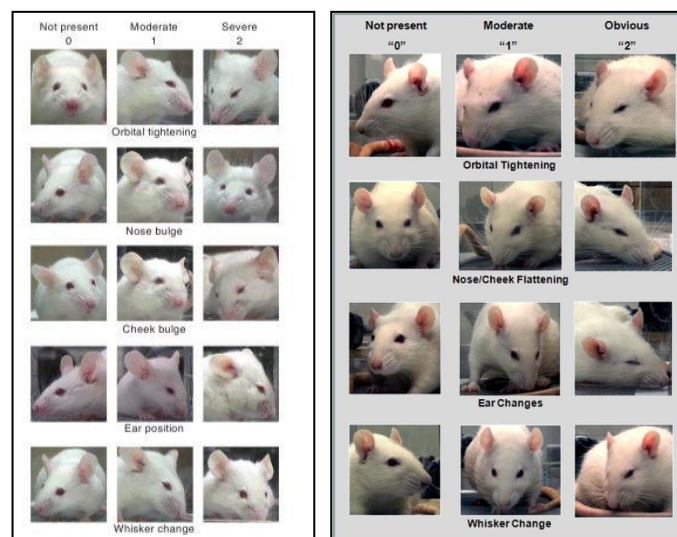 Not present Moderate Severe
0 1 2
Orbital tightening
Nose bulge
Cheek bulge
Ear position
Whisker change
Not present Moderate Obvious
“0” “1” “2”
Orbital Tightening
Nose/Cheek Flattening
Ear Changes
Whisker Change